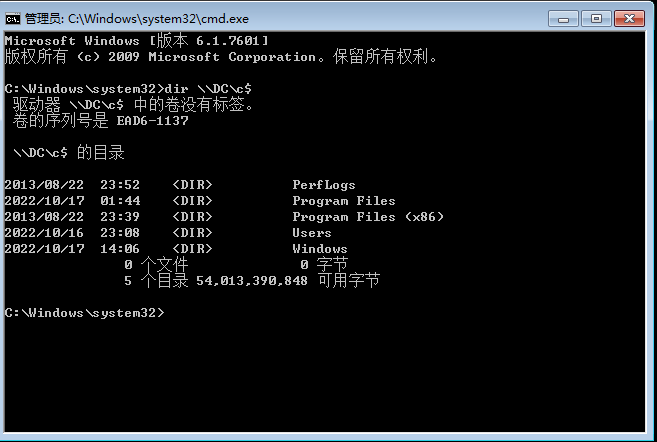 管理员: C:\Windows\system32\cmd.exe
Microsoft Windows [版本 6.1.7601]
版权所有 (c) 2009 Microsoft Corporation。保留所有权利。
C:\Windows\system32>dir \\DC\c$
驱动器 \\DC\c$ 中的卷没有标签。
卷的序列号是 EAD6-1137
\\DC\c$ 的目录
2013/08/22  23:52    <DIR>          PerfLogs
2022/10/17  01:44    <DIR>          Program Files
2013/08/22  23:39    <DIR>          Program Files (x86)
2022/10/16  23:08    <DIR>          Users
2022/10/17  14:06    <DIR>          Windows
0 个文件              0 字节
5 个目录 54,013,390,848 可用字节
C:\Windows\system32>